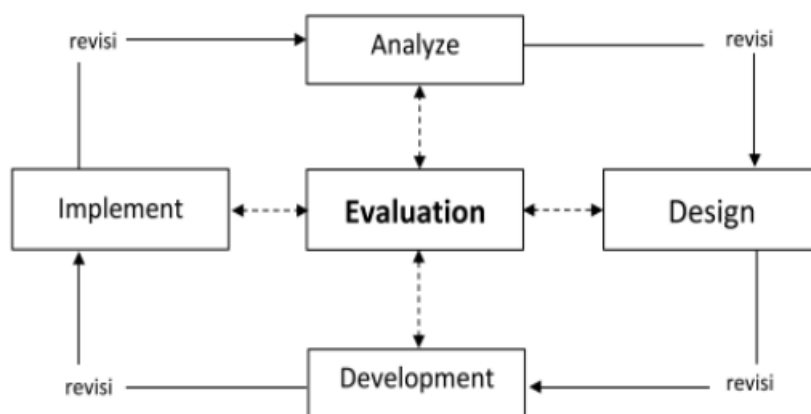 revisi
Analyze
revisi
Implement
Evaluation
Design
revisi
Development
revisi